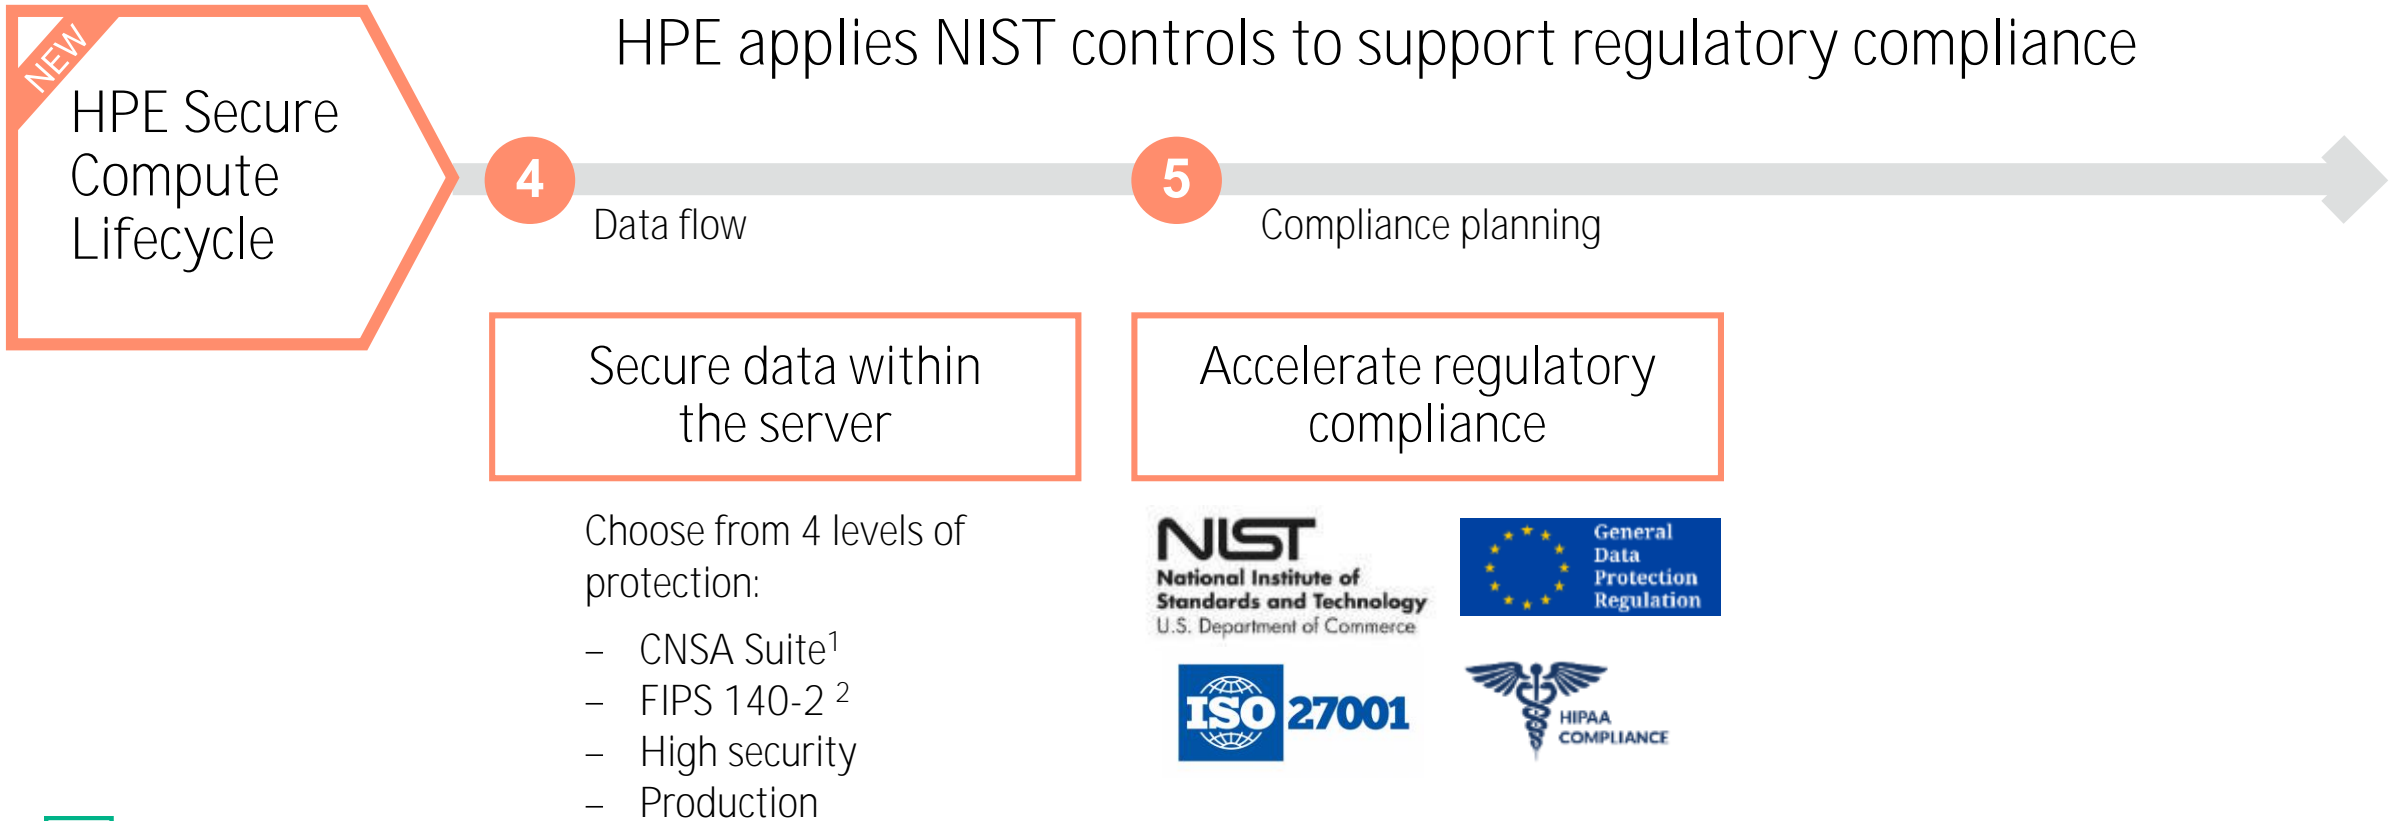 HPE applies NIST controls to support regulatory compliance
NEW
HPE Secure
Compute
Lifecycle
4
5
Data flow
Compliance planning
Secure data within
the server
Accelerate regulatory
compliance
Choose from 4 levels of
protection:
– CNSA Suite¹
– FIPS 140-2 ²
– High security
– Production
NIST
National Institute of
Standards and Technology
U.S. Department of Commerce
General
Data
Protection
Regulation
ISO 27001
HIPAA
COMPLIANCE